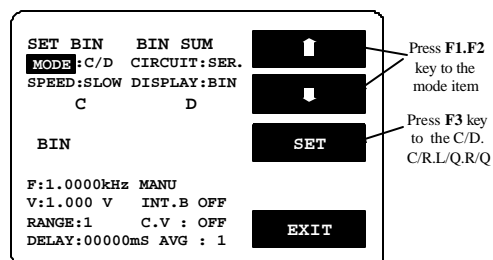 SET BIN BIN SUM
MODE:C/D CIRCUIT:SER.
SPEED:SLOW DISPLAY:BIN
C D
BIN
F:1.0000kHz MANU
V:1.000 V INT.B OFF
RANGE:1 C.V : OFF
DELAY:00000mS AVG : 1
SET
EXIT
Press F1.F2
key to the
mode item
Press F3 key
to the C/D.
C/R.L/Q.R/Q